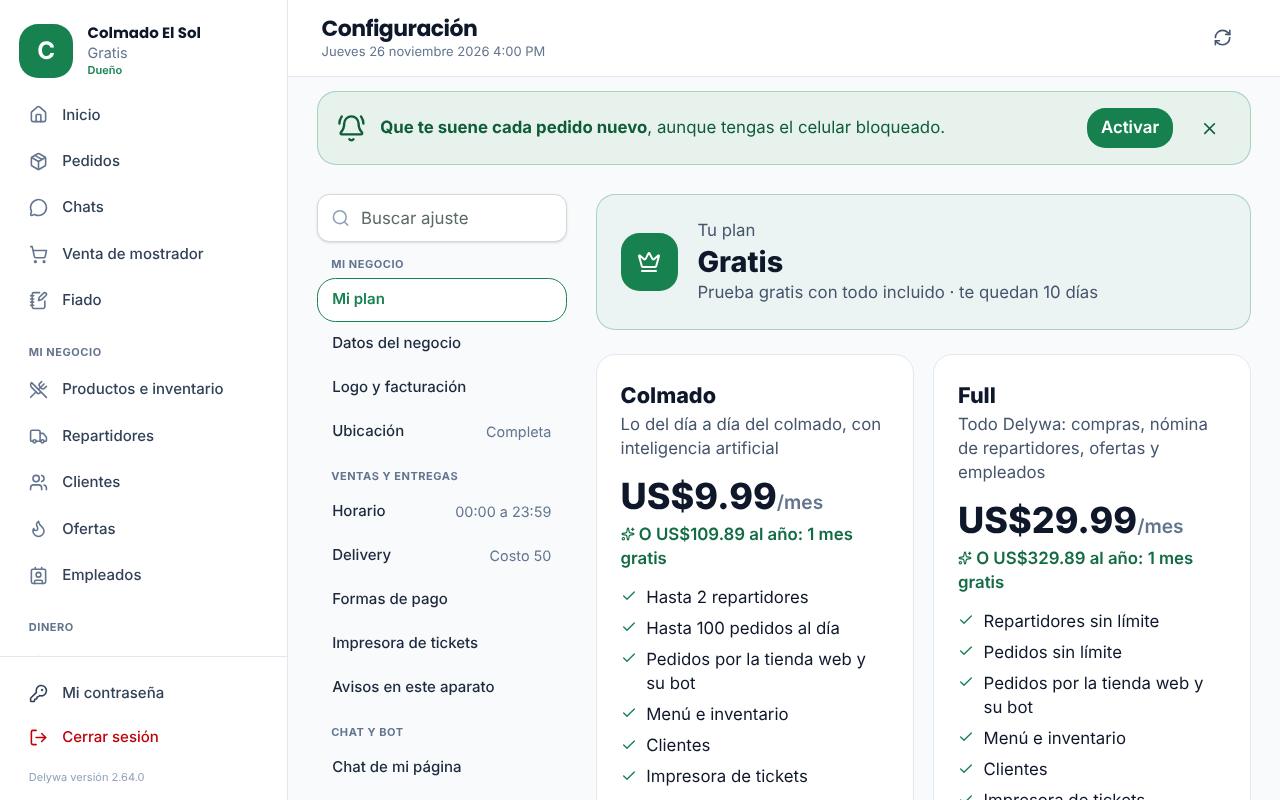 C
Colmado El Sol
Gratis
Dueño
Inicio
Pedidos
Chats
Venta de mostrador
Fiado
MI NEGOCIO
Productos e inventario
Repartidores
Clientes
Ofertas
Empleados
DINERO
Mi contraseña
Cerrar sesión
Delywa versión 2.64.0
Configuración
Jueves 26 noviembre 2026 4:00 PM
Que te suene cada pedido nuevo, aunque tengas el celular bloqueado.
Activar
Buscar ajuste
MI NEGOCIO
Mi plan
Datos del negocio
Logo y facturación
Ubicación Completa
VENTAS Y ENTREGAS
Horario 00:00 a 23:59
Delivery Costo 50
Formas de pago
Impresora de tickets
Avisos en este aparato
CHAT Y BOT
Chat de mi página
Tu plan
Gratis
Prueba gratis con todo incluido · te quedan 10 días
Colmado
Lo del día a día del colmado, con
inteligencia artificial
US$9.99/mes
O US$109.89 al año: 1 mes
gratis
Hasta 2 repartidores
Hasta 100 pedidos al día
Pedidos por la tienda web y
su bot
Menú e inventario
Clientes
Impresora de tickets
Full
Todo Delywa: compras, nómina
de repartidores, ofertas y
empleados
US$29.99/mes
O US$329.89 al año: 1 mes
gratis
Repartidores sin límite
Pedidos sin límite
Pedidos por la tienda web y
su bot
Menú e inventario
Clientes
Impresora de tickets